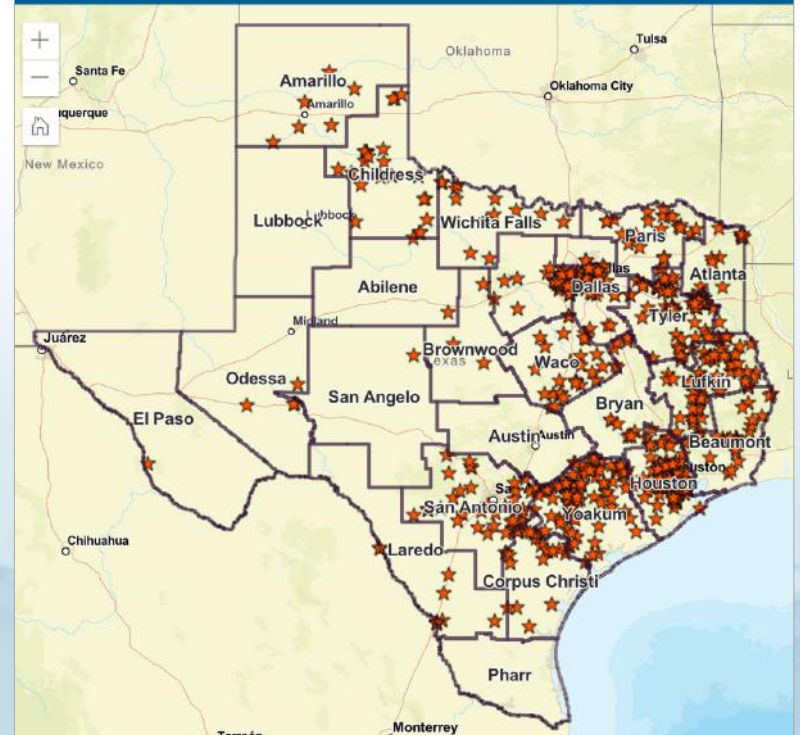 Tulsa
Oklahoma
Santa Fe
Amarillo
Oklahoma City
Amarillo
uquerque
New Mexico
Childress
Lubbock
Wichita Falls
Paris
Atlanta
Dallas
Abilene
Tyler
Midland
Juárez
Brownwood
Waco
Odessa
San Angelo
Lufkin
Bryan
El Paso
Austin
Austin
Beaumont
Houston
San Antonio
Yoakum
Chihuahua
Laredo
Corpus Christi
Pharr
Monterrey